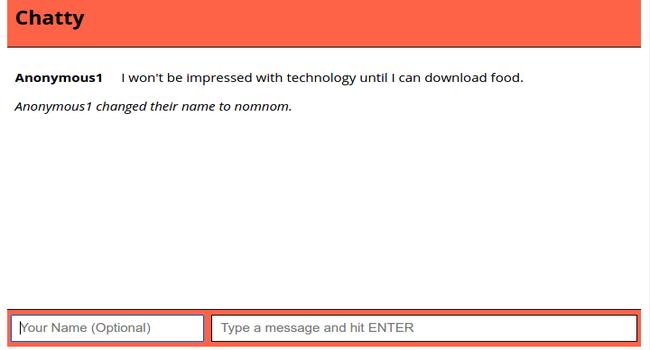 Chatty
Anonymous1 I won't be impressed with technology until I can download food.
Anonymous1 changed their name to nomnom.
Your Name (Optional) Type a message and hit ENTER